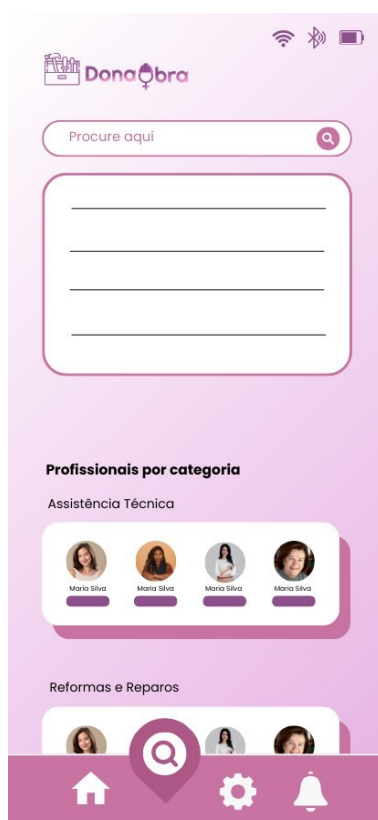 DonaObra
Procure aqui
Profissionais por categoria
Assistência Técnica
Maria Silva Maria Silva Maria Silva Maria Silva
Reformas e Reparos